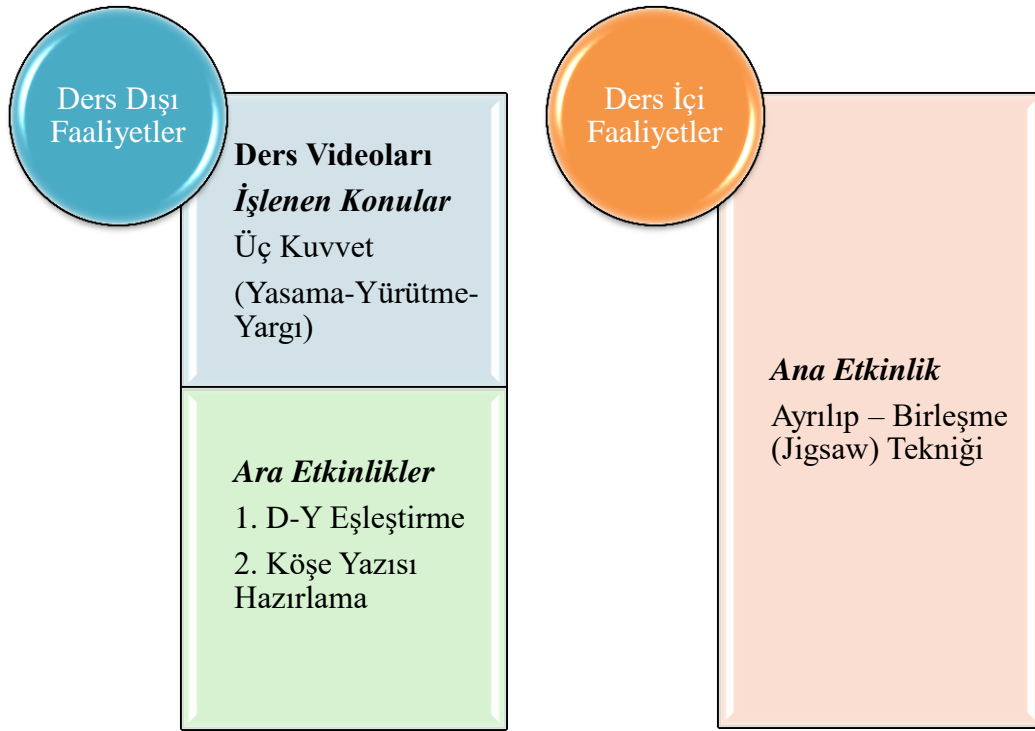 Ders Dışı
Faaliyetler
Ders Videoları
İşlenen Konular
Üç Kuvvet
(Yasama-Yürütme-
Yargı)
Ara Etkinlikler
1. D-Y Eşleştirme
2. Köşe Yazısı
Hazırlama
Ders İçi
Faaliyetler
Ana Etkinlik
Ayrılıp – Birleşme
(Jigsaw) Tekniği